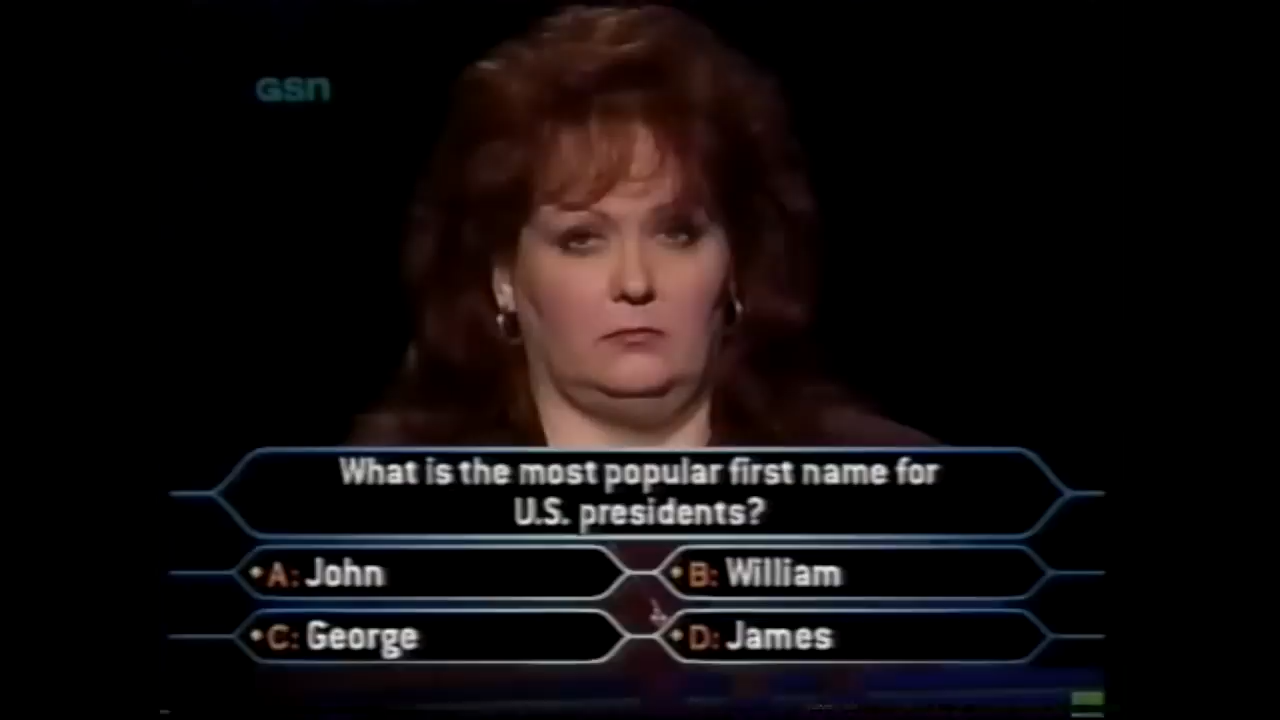 GSN
What is the most popular first name for
U.S. presidents?
A: John
B: William
C: George
D: James